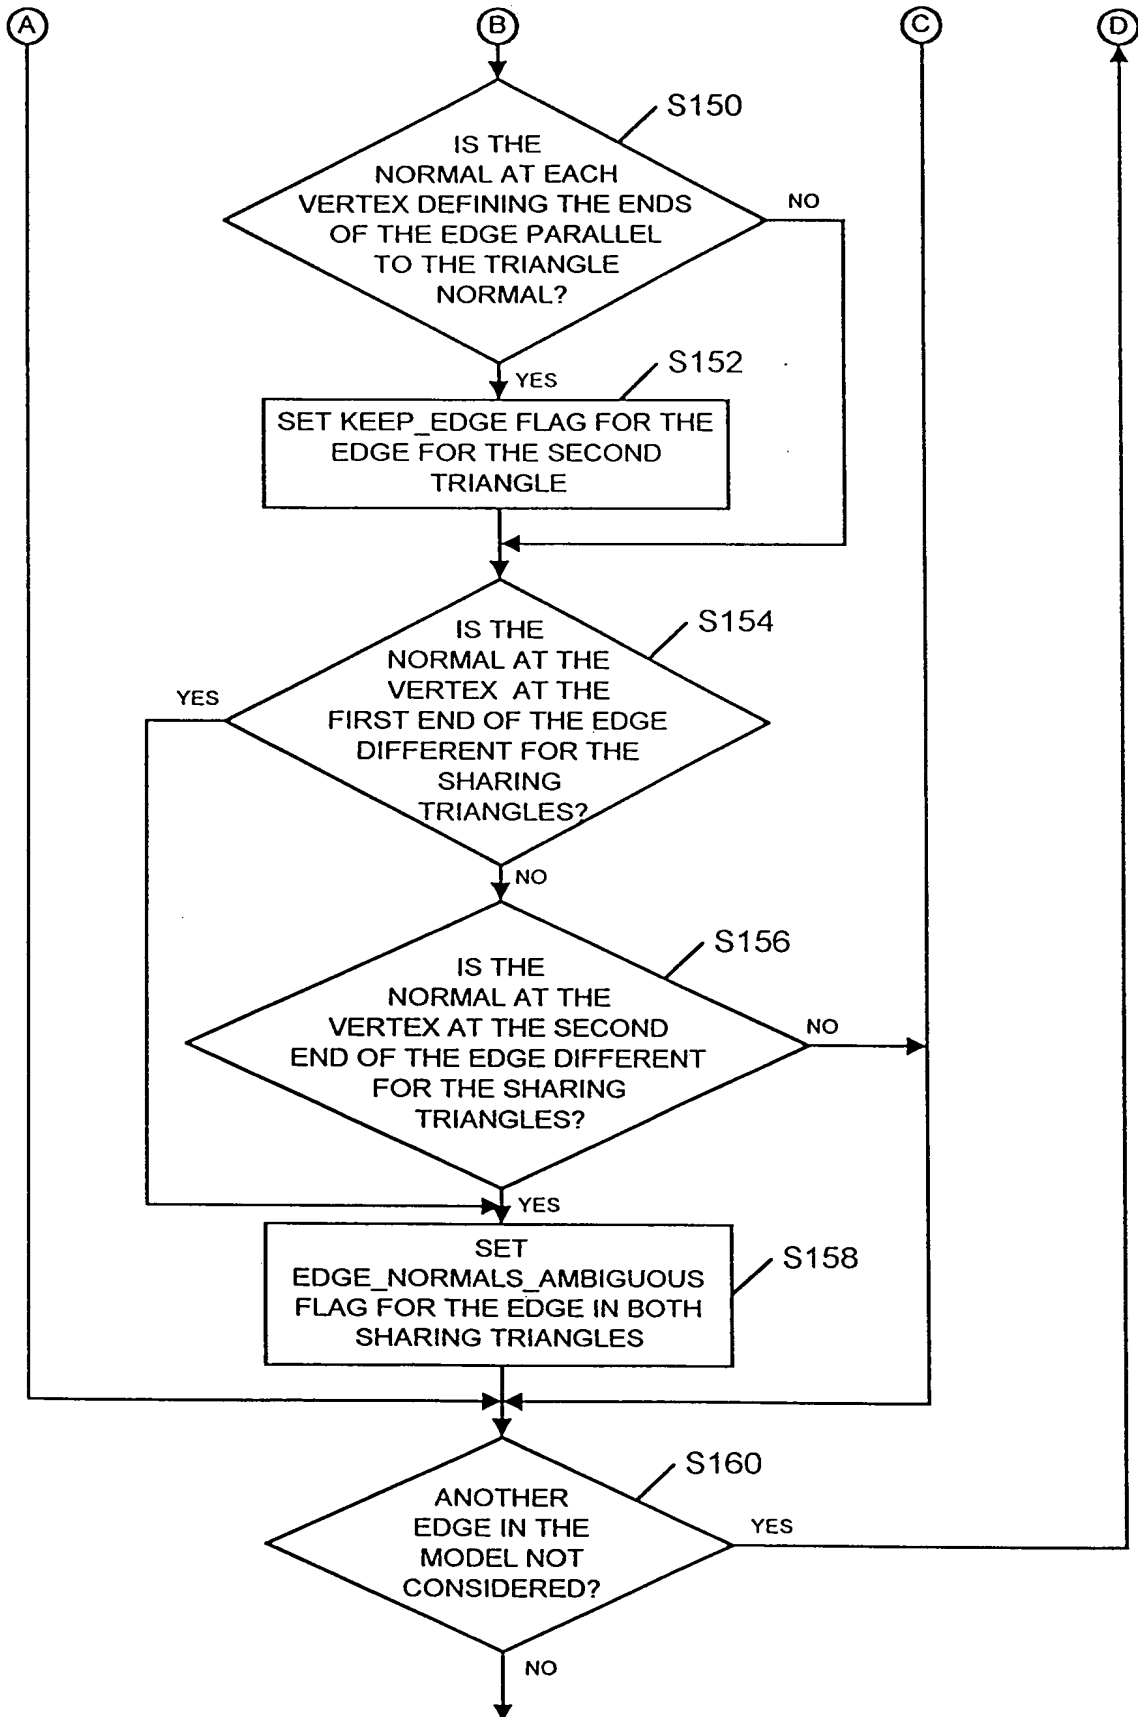 A
B
C
D
S150
IS THE
NORMAL AT EACH
VERTEX DEFINING THE ENDS
OF THE EDGE PARALLEL
TO THE TRIANGLE
NORMAL?
NO
YES
S152
SET KEEP_EDGE FLAG FOR THE
EDGE FOR THE SECOND
TRIANGLE
S154
IS THE
NORMAL AT THE
VERTEX AT THE
FIRST END OF THE EDGE
DIFFERENT FOR THE
SHARING
TRIANGLES?
YES
NO
S156
IS THE
NORMAL AT THE
VERTEX AT THE SECOND
END OF THE EDGE DIFFERENT
FOR THE SHARING
TRIANGLES?
NO
YES
S158
SET
EDGE_NORMALS_AMBIGUOUS
FLAG FOR THE EDGE IN BOTH
SHARING TRIANGLES
S160
ANOTHER
EDGE IN THE
MODEL NOT
CONSIDERED?
YES
NO